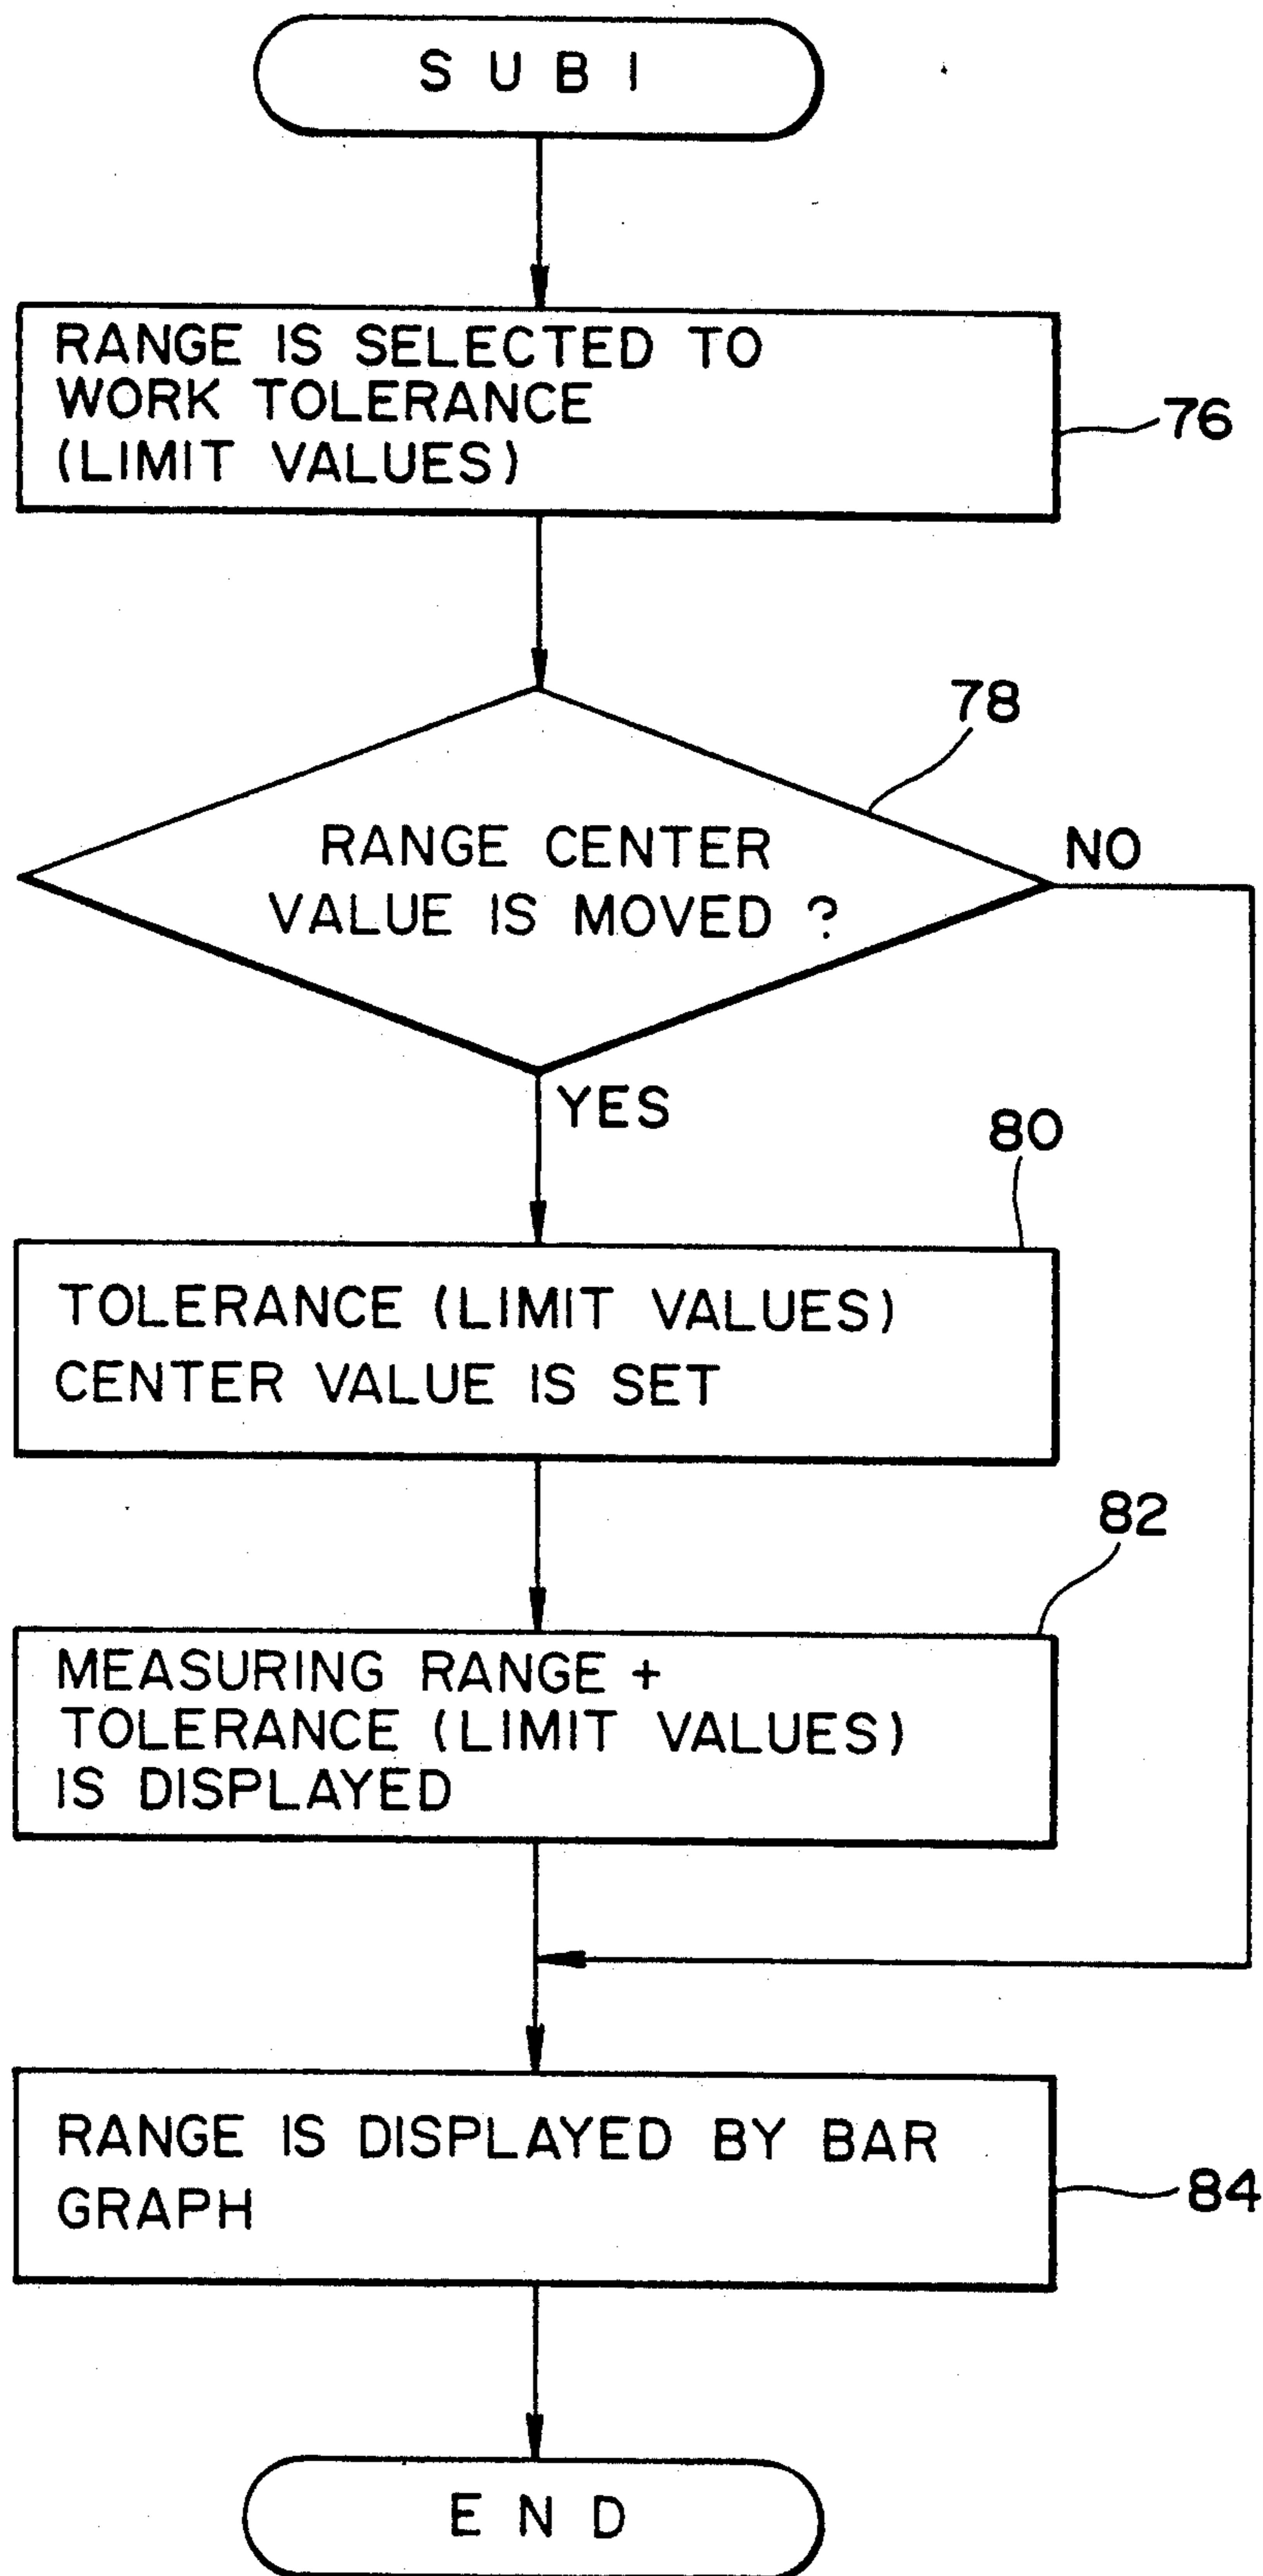 SUB1
RANGE IS SELECTED TO
WORK TOLERANCE
(LIMIT VALUES)
76
78
RANGE CENTER
VALUE IS MOVED ?
NO
YES
80
TOLERANCE (LIMIT VALUES)
CENTER VALUE IS SET
82
MEASURING RANGE +
TOLERANCE (LIMIT VALUES)
IS DISPLAYED
RANGE IS DISPLAYED BY BAR
GRAPH
84
END